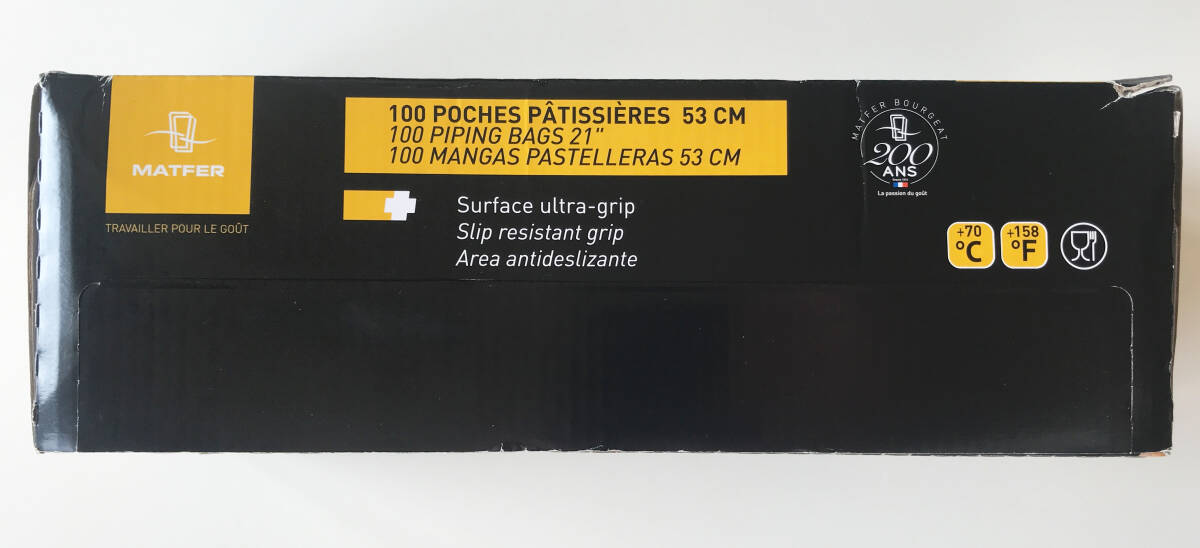 MATFER
TRAVAILLER POUR LE GOÛT
100 POCHES PÂTISSIÈRES 53 CM
100 PIPING BAGS 21"
100 MANGAS PASTELLERAS 53 CM
Surface ultra-grip
Slip resistant grip
Area antideslizante
MATFER BOURGEAT
200
ANS
La passion du goût
+70
°C
+158
°F